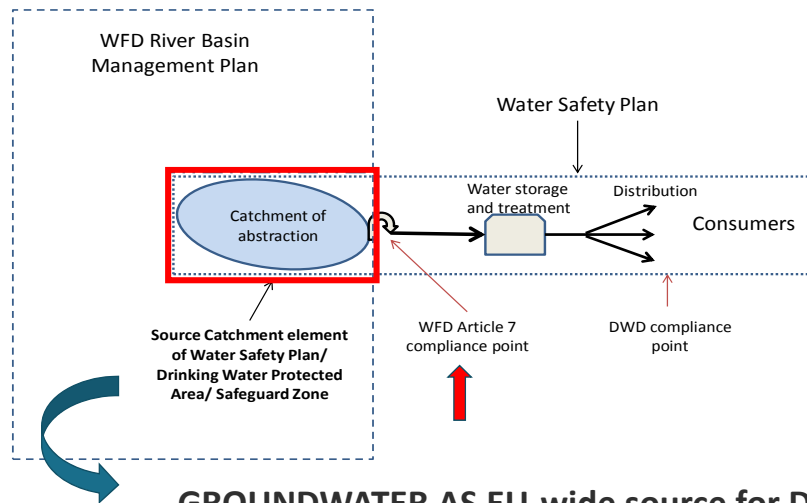 WFD River Basin
Management Plan
Water Safety Plan
Water storage
and treatment
Distribution
Consumers
Catchment of
abstraction
Source Catchment element
of Water Safety Plan/
Drinking Water Protected
Area/ Safeguard Zone
WFD Article 7
compliance point
DWD compliance
point
GROUNDWATER AS EU-wide source for D